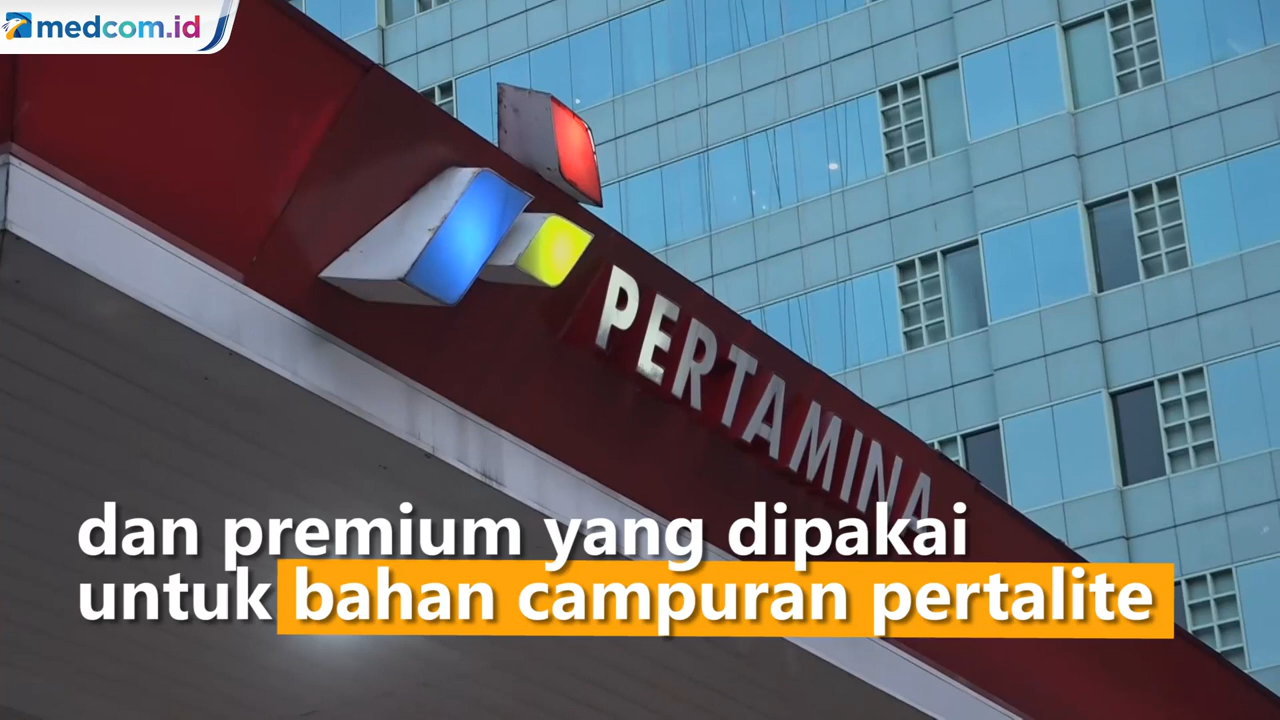 medcom.id
PERTAMINA
dan premium yang dipakai
untuk bahan campuran pertalite